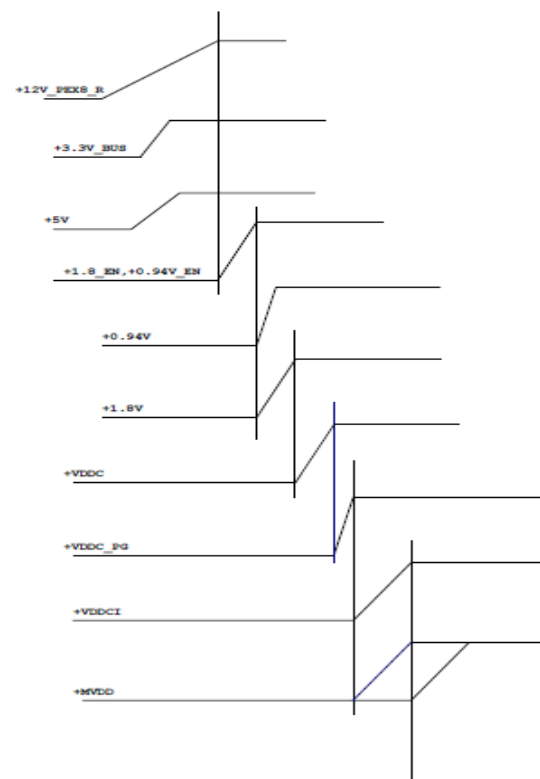 +12V_PEX8_R
+3.3V_BUS
+5V
+1.8_EN,+0.94V_EN
+0.94V
+1.8V
+VDDC
+VDDC_PG
+VDDCI
+MVDD